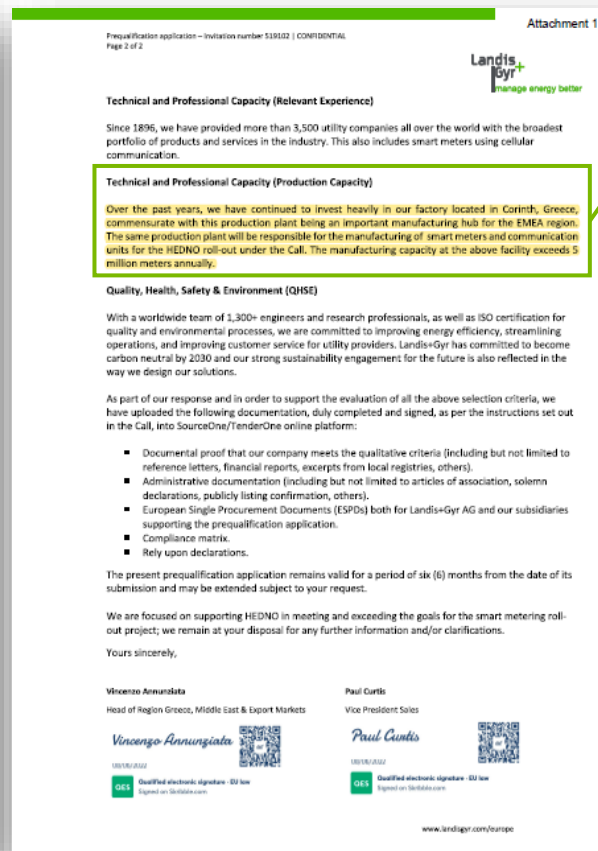 Attachment 1
Prequalification application – Invitation number 519102 | CONFIDENTIAL
Page 2 of 2
Landis
Gyr+
manage energy better
Technical and Professional Capacity (Relevant Experience)
Since 1896, we have provided more than 3,500 utility companies all over the world with the broadest
portfolio of products and services in the industry. This also includes smart meters using cellular
communication.
Technical and Professional Capacity (Production Capacity)
Over the past years, we have continued to invest heavily in our factory located in Corinth, Greece,
commensurate with this production plant being an important manufacturing hub for the EMEA region.
The same production plant will be responsible for the manufacturing of smart meters and communication
units for the HEDNO roll-out under the Call. The manufacturing capacity at the above facility exceeds 5
million meters annually.
Quality, Health, Safety & Environment (QHSE)
With a worldwide team of 1,300+ engineers and research professionals, as well as ISO certification for
quality and environmental processes, we are committed to improving energy efficiency, streamlining
operations, and improving customer service for utility providers. Landis+Gyr has committed to become
carbon neutral by 2030 and our strong sustainability engagement for the future is also reflected in the
way we design our solutions.
As part of our response and in order to support the evaluation of all the above selection criteria, we
have uploaded the following documentation, duly completed and signed, as per the instructions set out
in the Call, into SourceOne/TenderOne online platform:
▪ Documental proof that our company meets the qualitative criteria (including but not limited to
reference letters, financial reports, excerpts from local registries, others).
▪ Administrative documentation (including but not limited to articles of association, solemn
declarations, publicly listing confirmation, others).
▪ European Single Procurement Documents (ESPDs) both for Landis+Gyr AG and our subsidiaries
supporting the prequalification application.
▪ Compliance matrix.
▪ Rely upon declarations.
The present prequalification application remains valid for a period of six (6) months from the date of its
submission and may be extended subject to your request.
We are focused on supporting HEDNO in meeting and exceeding the goals for the smart metering roll-
out project; we remain at your disposal for any further information and/or clarifications.
Yours sincerely,
Vincenzo Annunziata Paul Curtis
Head of Region Greece, Middle East & Export Markets Vice President Sales
Vincenzo Annunziata Paul Curtis
08/08/2022 08/08/2022
QES Qualified electronic signature - EU law QES Qualified electronic signature - EU law
Signed on Skribble.com Signed on Skribble.com
www.landisgyr.com/europe